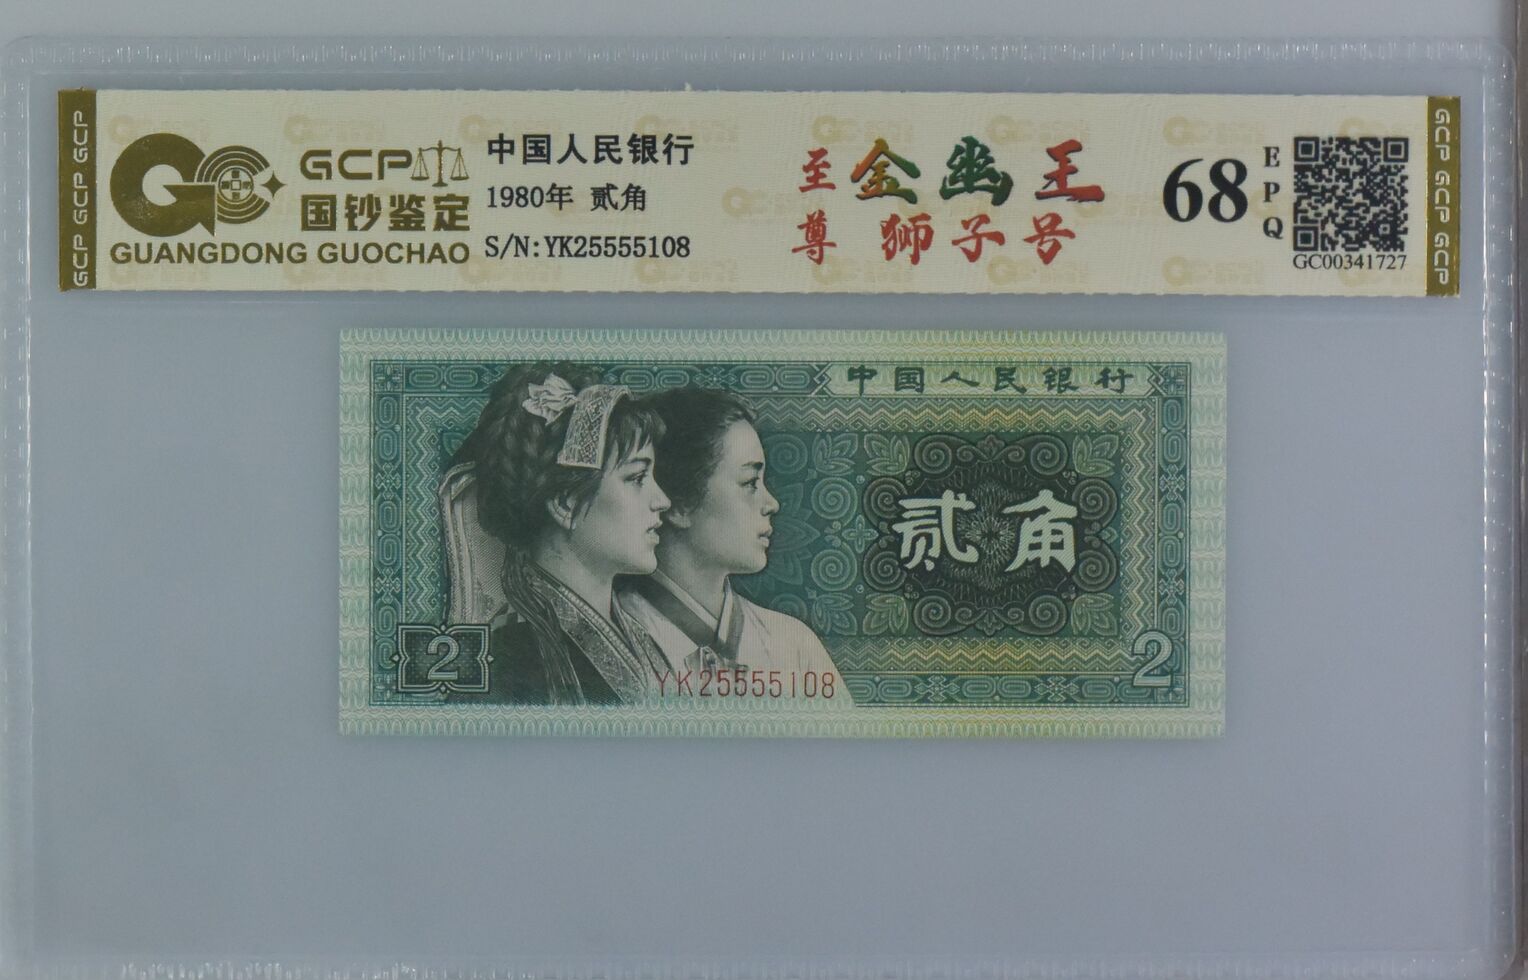 GCP GCP GCP
GCP
国钞鉴定
GUANGDONG GUOCHAO
中国人民银行
1980年 贰角
S/N:YK25555108
至尊
金幽王
狮子号
68
EPQ
GC00341727
GCP GCP GCP
中国人民银行
贰角
2
YK25555108
2